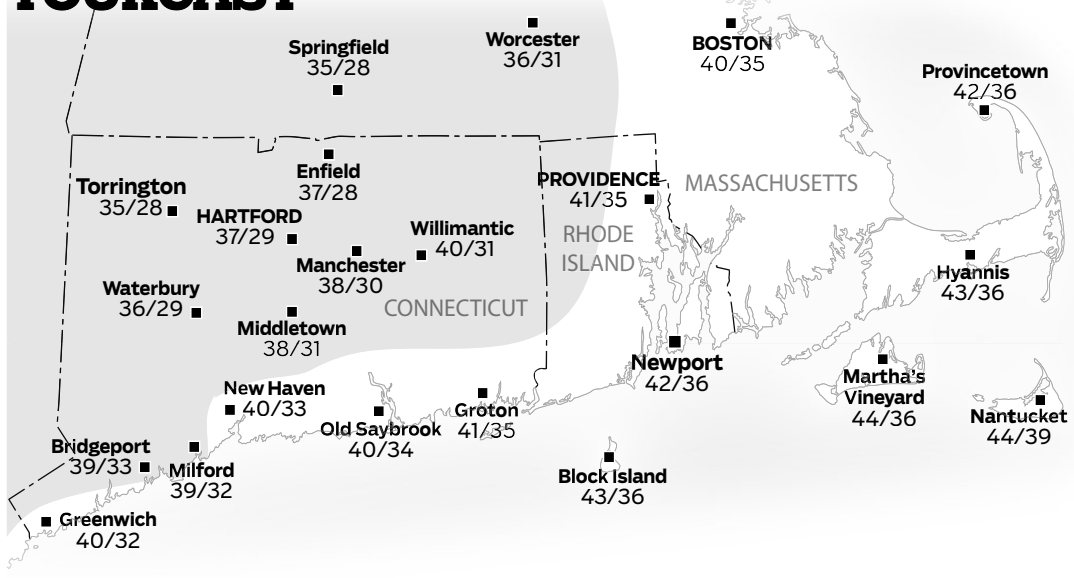 Springfield
35/28
Worcester
36/31
BOSTON
40/35
Provincetown
42/36
Enfield
37/28
Torrington
35/28
HARTFORD
37/29
Willimantic
40/31
Manchester
38/30
PROVIDENCE
41/35
MASSACHUSETTS
RHODE
ISLAND
Hyannis
43/36
Waterbury
36/29
CONNECTICUT
Middletown
38/31
Newport
42/36
Martha's
Vineyard
44/36
Nantucket
44/39
New Haven
40/33
Old Saybrook
40/34
Groton
41/35
Bridgeport
39/33
Milford
39/32
Block Island
43/36
Greenwich
40/32